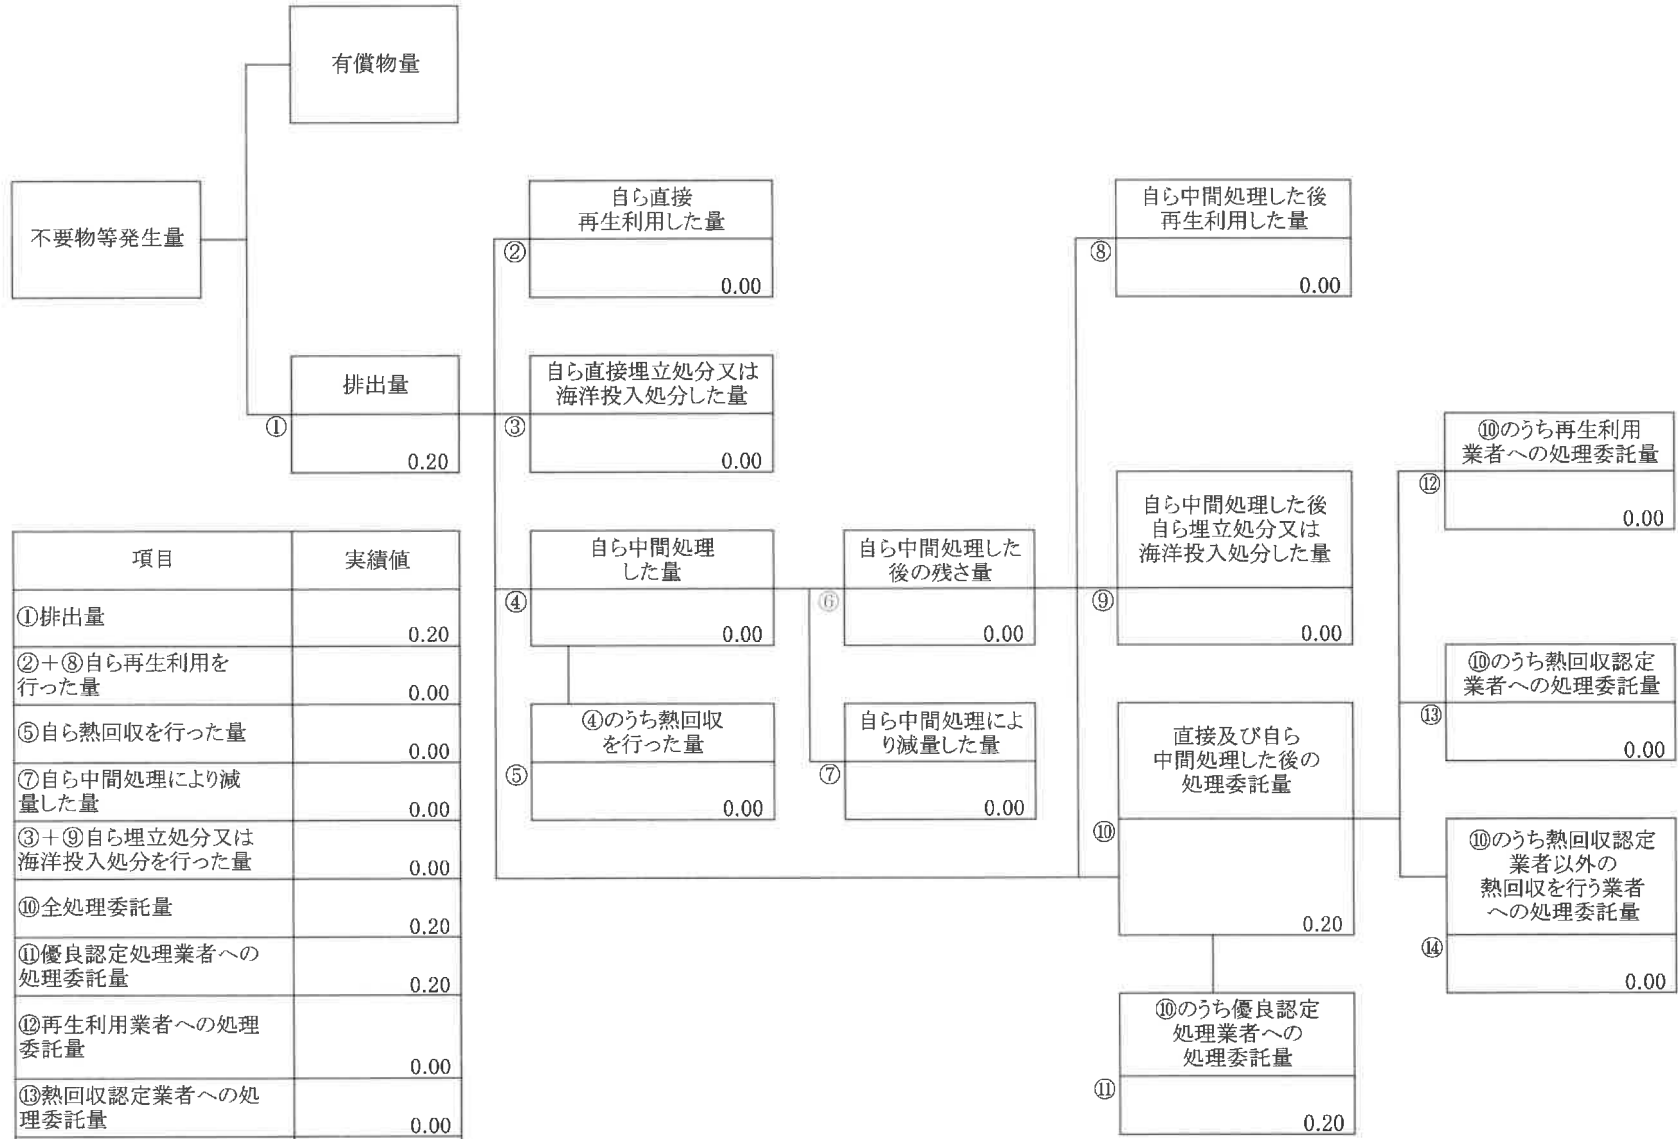 有償物量
不要物等発生量
排出量
①
0.20
自ら直接
再生利用した量
②
0.00
自ら直接埋立処分又は
海洋投入処分した量
③
0.00
自ら中間処理
した量
④
0.00
④のうち熱回収
を行った量
⑤
0.00
自ら中間処理した
後の残さ量
⑥
0.00
自ら中間処理によ
り減量した量
⑦
0.00
自ら中間処理した後
再生利用した量
⑧
0.00
自ら中間処理した後
自ら埋立処分又は
海洋投入処分した量
⑨
0.00
直接及び自ら
中間処理した後の
処理委託量
⑩
0.20
⑩のうち優良認定
処理業者への
処理委託量
⑪
0.20
⑩のうち再生利用
業者への処理委託量
⑫
0.00
⑩のうち熱回収認定
業者への処理委託量
⑬
0.00
⑩のうち熱回収認定
業者以外の
熱回収を行う業者
への処理委託量
⑭
0.00
項目 実績値
①排出量
0.20
②+⑧自ら再生利用を
行った量
0.00
⑤自ら熱回収を行った量
0.00
⑦自ら中間処理により減
量した量
0.00
③+⑨自ら埋立処分又は
海洋投入処分を行った量
0.00
⑩全処理委託量
0.20
⑪優良認定処理業者への
処理委託量
0.20
⑫再生利用業者への処理
委託量
0.00
⑬熱回収認定業者への処
理委託量
0.00